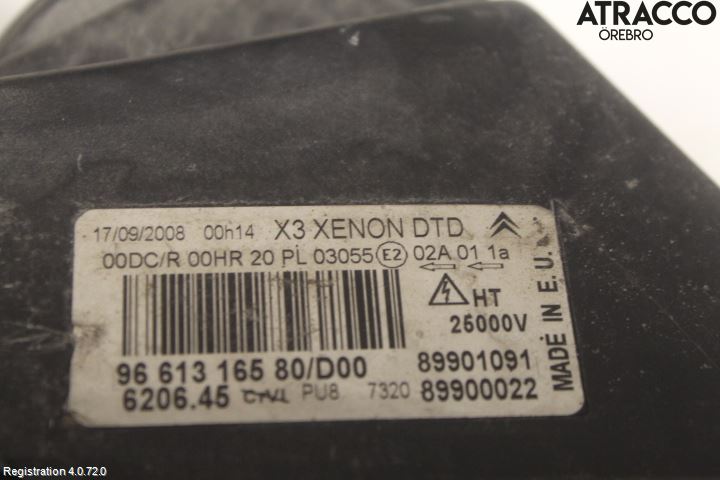 ATRACCO
ÖREBRO
17/09/2008 00h14 X3 XENON DTD
00DC/R 00HR 20 PL 03055 E2 02A 01 1a
HT
25000V
MADE IN E. U.
96 613 165 80/D00 89901091
6206.45 PU8 7320 89900022
Registration 4.0.72.0